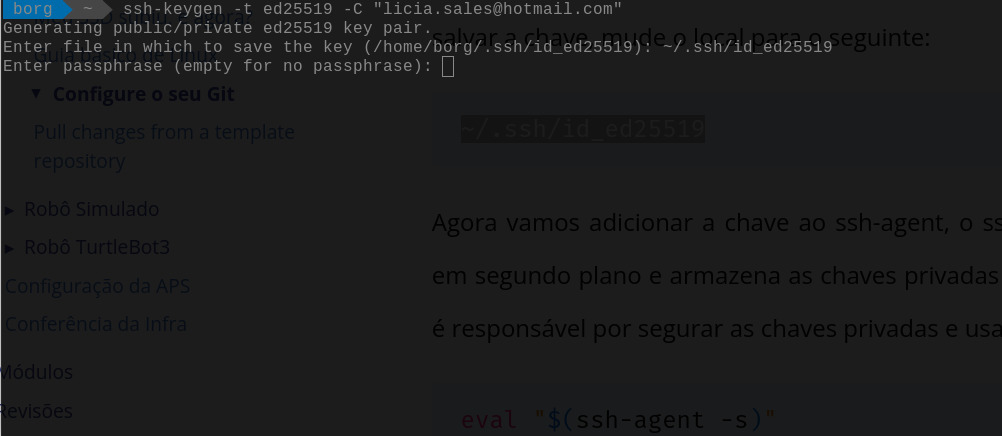 borg ~ ssh-keygen -t ed25519 -C "licia.sales@hotmail.com"
Generating public/private ed25519 key pair.
Enter file in which to save the key (/home/borg/.ssh/id_ed25519): ~/.ssh/id_ed25519
Enter passphrase (empty for no passphrase):
salvar a chave, mude o local para o seguinte:
Guia básico de Linux
▼ Configure o seu Git
Pull changes from a template
repository
▶ Robô Simulado
▶ Robô TurtleBot3
Configuração da APS
Conferência da Infra
Módulos
Revisões
~/.ssh/id_ed25519
Agora vamos adicionar a chave ao ssh-agent, o ss
em segundo plano e armazena as chaves privadas
é responsável por segurar as chaves privadas e usa
eval "$(ssh-agent -s)"